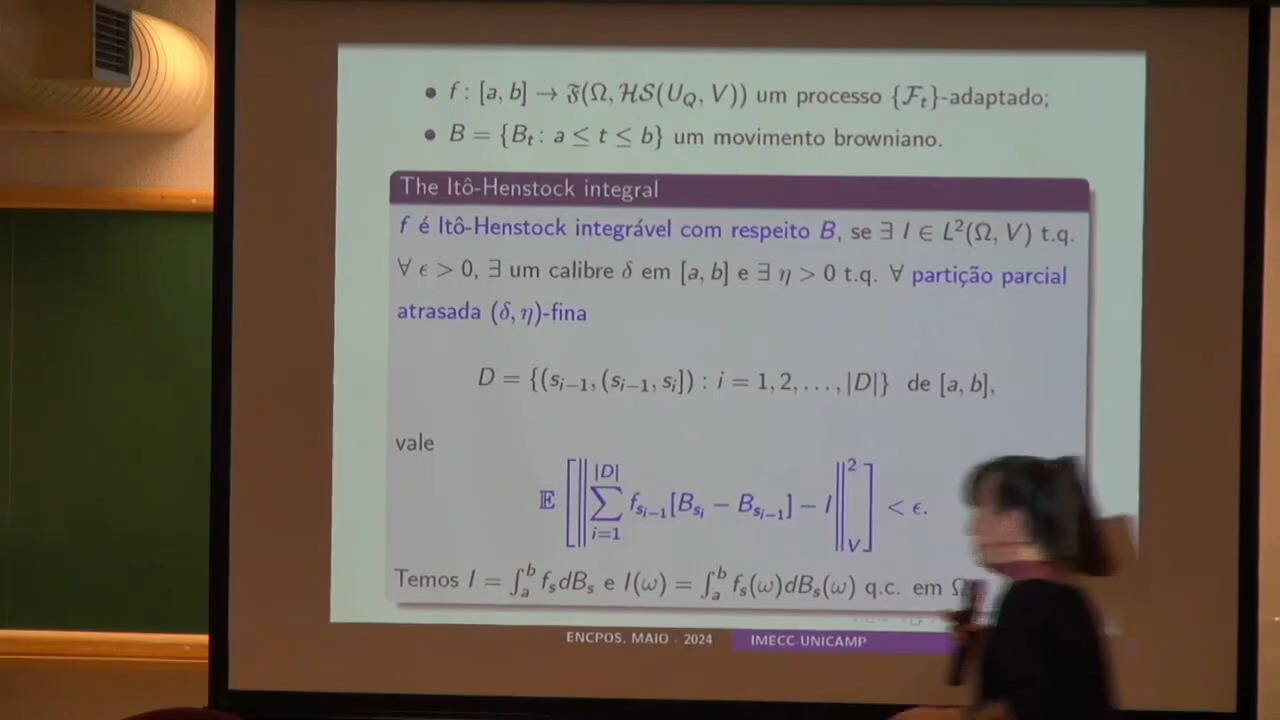 • f : [a, b] → 𝔉(Ω, ℋ𝒮(U_Q, V)) um processo {ℱ_t}-adaptado;
• B = {B_t : a ≤ t ≤ b} um movimento browniano.
The Itô-Henstock integral
f é Itô-Henstock integrável com respeito B, se ∃ I ∈ L²(Ω, V) t.q.
∀ ϵ > 0, ∃ um calibre δ em [a, b] e ∃ η > 0 t.q. ∀ partição parcial
atrasada (δ, η)-fina
D = {(s_{i−1}, (s_{i−1}, s_i]) : i = 1, 2, . . . , |D|} de [a, b],
vale
𝔼 [ ‖ ∑_{i=1}^{|D|} f_{s_{i−1}} [B_{s_i} − B_{s_{i−1}}] − I ‖_V^2 ] < ϵ.
Temos I = ∫_a^b f_s dB_s e I(ω) = ∫_a^b f_s(ω)dB_s(ω) q.c. em Ω
ENCPOS, MAIO · 2024 IMECC-UNICAMP